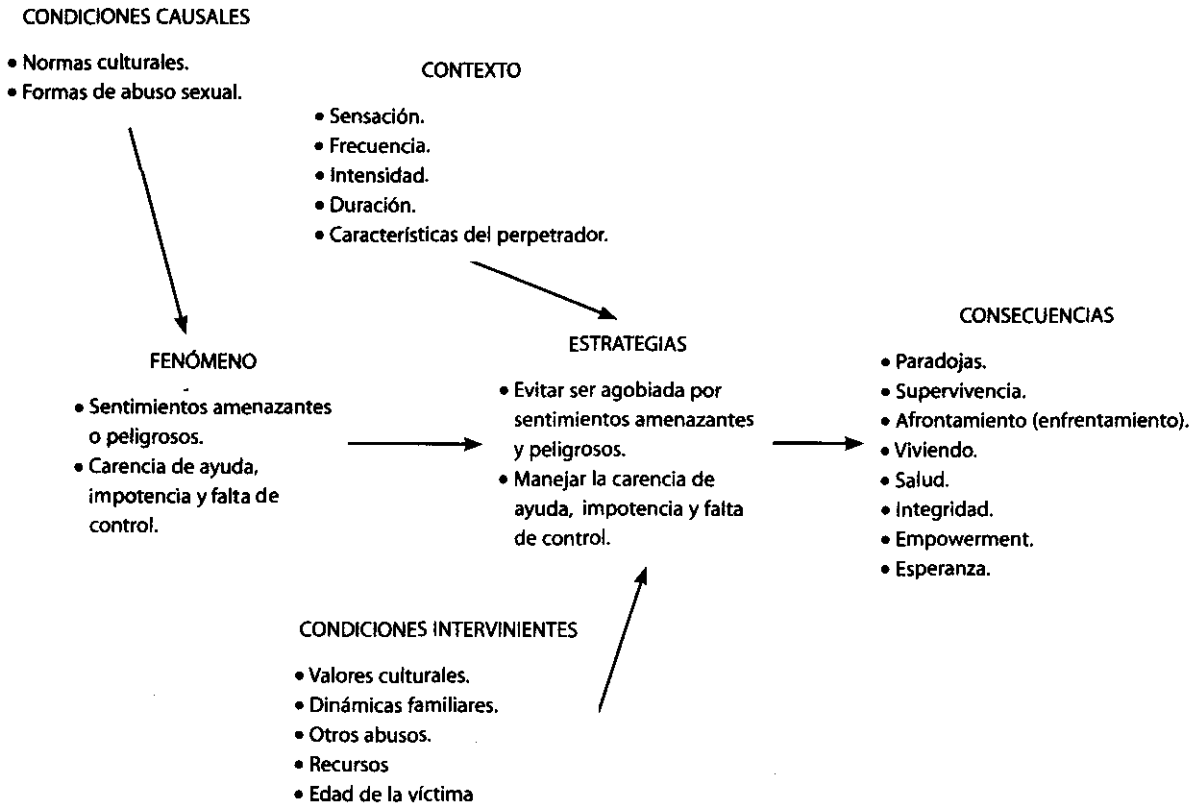 CONDICIONES CAUSALES
• Normas culturales.
• Formas de abuso sexual.
CONTEXTO
• Sensación.
• Frecuencia.
• Intensidad.
• Duración.
• Características del perpetrador.
FENÓMENO
• Sentimientos amenazantes
o peligrosos.
• Carencia de ayuda,
impotencia y falta de
control.
ESTRATEGIAS
• Evitar ser agobiada por
sentimientos amenazantes
y peligrosos.
• Manejar la carencia de
ayuda, impotencia y falta
de control.
CONSECUENCIAS
• Paradojas.
• Supervivencia.
• Afrontamiento (enfrentamiento).
• Viviendo.
• Salud.
• Integridad.
• Empowerment.
• Esperanza.
CONDICIONES INTERVINIENTES
• Valores culturales.
• Dinámicas familiares.
• Otros abusos.
• Recursos
• Edad de la víctima